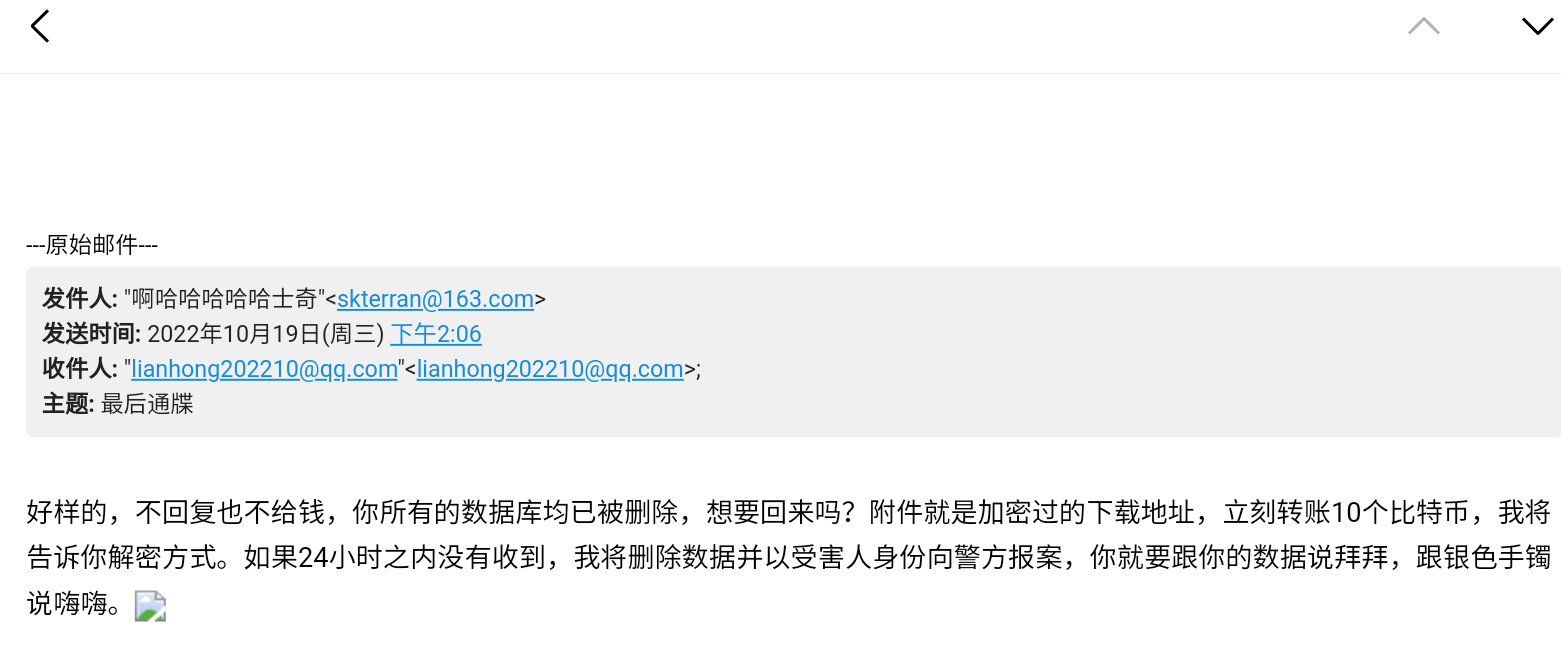 ---原始邮件---
发件人: "啊哈哈哈哈哈士奇"<skterran@163.com>
发送时间: 2022年10月19日(周三) 下午2:06
收件人: "lianhong202210@qq.com"<lianhong202210@qq.com>;
主题: 最后通牒
好样的，不回复也不给钱，你所有的数据库均已被删除，想要回来吗？附件就是加密过的下载地址，立刻转账10个比特币，我将
告诉你解密方式。如果24小时之内没有收到，我将删除数据并以受害人身份向警方报案，你就要跟你的数据说拜拜，跟银色手镯
说嗨嗨。